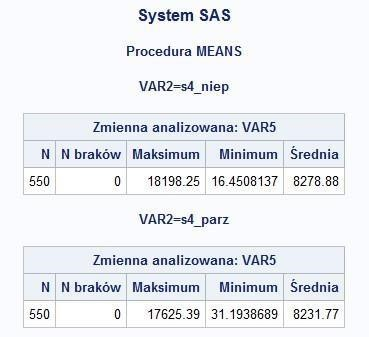 System SAS
Procedura MEANS
VAR2=s4_niep
Zmienna analizowana: VAR5
N N braków Maksimum Minimum Średnia
550 0 18198.25 16.4508137 8278.88
VAR2=s4_parz
Zmienna analizowana: VAR5
N N braków Maksimum Minimum Średnia
550 0 17625.39 31.1938689 8231.77